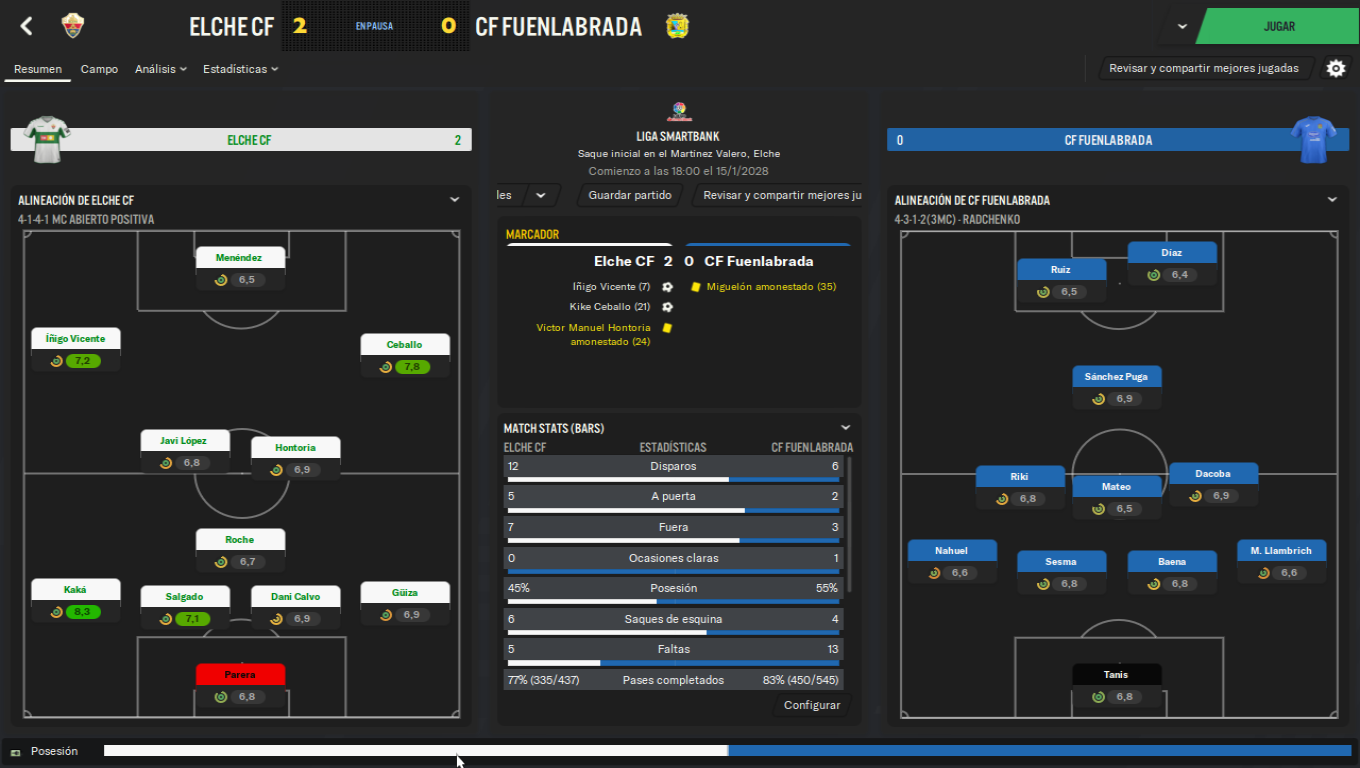 ELCHE CF 2 EN PAUSA 0 CF FUENLABRADA
JUGAR
Resumen Campo Análisis Estadísticas
Revisar y compartir mejores jugadas
ELCHE CF 2
ALINEACIÓN DE ELCHE CF
4-1-4-1 MC ABIERTO POSITIVA
Menéndez
6,5
Íñigo Vicente
7,2
Ceballo
7,8
Javi López
6,8
Hontoria
6,9
Roche
6,7
Kaká
8,3
Salgado
7,1
Dani Calvo
6,9
Güiza
6,9
Parera
6,8
LIGA SMARTBANK
Saque inicial en el Martínez Valero, Elche
Comienzo a las 18:00 el 15/1/2028
les Guardar partido Revisar y compartir mejores ju
MARCADOR
Elche CF 2 0 CF Fuenlabrada
Iñigo Vicente (7) Miguelón amonestado (35)
Kike Ceballo (21)
Víctor Manuel Hontoria
amonestado (24)
MATCH STATS (BARS)
ELCHE CF ESTADÍSTICAS CF FUENLABRADA
12 Disparos 6
5 A puerta 2
7 Fuera 3
0 Ocasiones claras 1
45% Posesión 55%
6 Saques de esquina 4
5 Faltas 13
77% (335/437) Pases completados 83% (450/545)
Configurar
0 CF FUENLABRADA
ALINEACIÓN DE CF FUENLABRADA
4-3-1-2 (3MC) - RADCHENKO
Díaz
6,4
Ruiz
6,5
Sánchez Puga
6,9
Riki
6,8
Mateo
6,5
Dacoba
6,9
Nahuel
6,6
Sesma
6,8
Baena
6,8
M. Llambrich
6,6
Tanis
6,8
Posesión